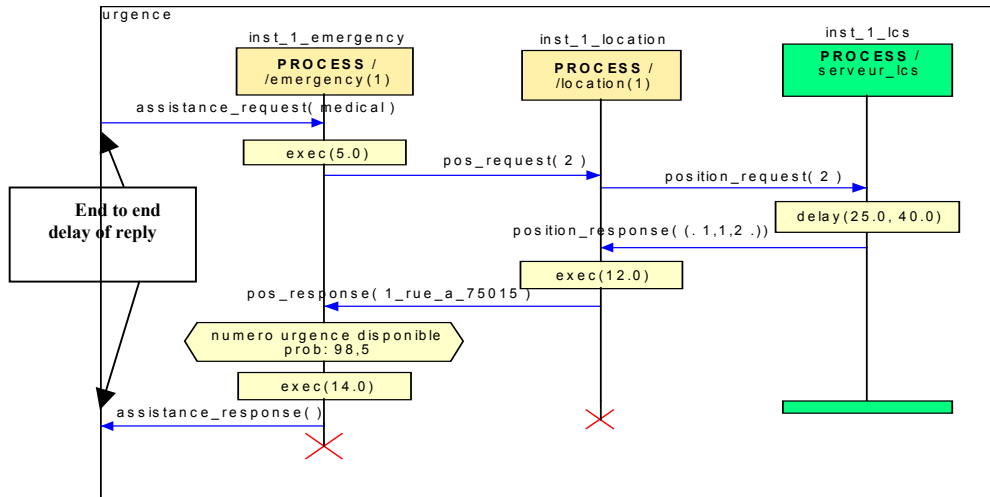 urgence
inst_1_emergency
inst_1_location
inst_1_lcs
PROCESS /
/emergency(1)
PROCESS /
/location(1)
PROCESS /
serveur_lcs
assistance_request( medical )
exec(5.0)
pos_request( 2 )
position_request( 2 )
End to end
delay of reply
delay(25.0, 40.0)
position_response( (. 1,1,2 .))
exec(12.0)
pos_response( 1_rue_a_75015 )
numero urgence disponible
prob: 98,5
exec(14.0)
assistance_response( )